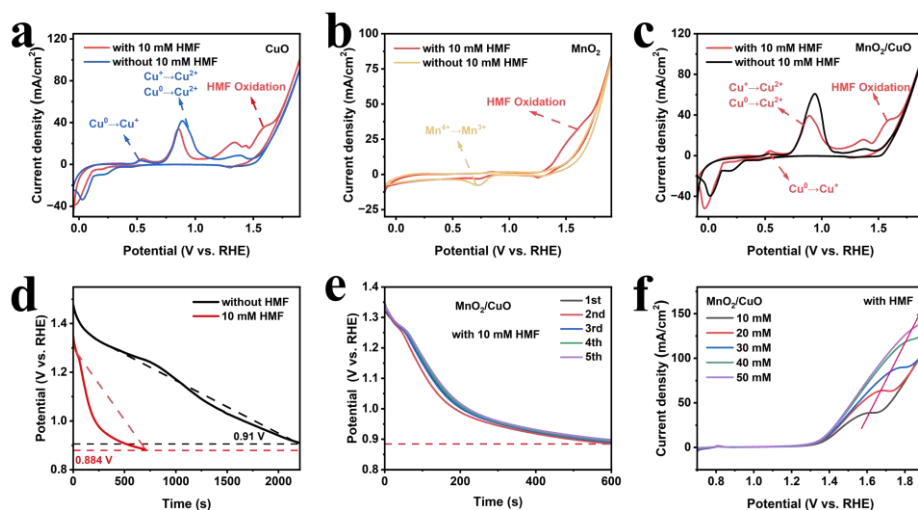 a
with 10 mM HMF
CuO
without 10 mM HMF
Cu⁺→Cu²⁺
Cu⁰→Cu²⁺
HMF Oxidation
Cu⁰→Cu⁺
120
80
40
0
−40
0.0
0.5
1.0
1.5
Current density (mA/cm²)
Potential (V vs. RHE)
b
with 10 mM HMF
MnO₂
without 10 mM HMF
HMF Oxidation
Mn⁴⁺→Mn³⁺
100
75
50
25
0
−25
0.0
0.5
1.0
1.5
Current density (mA/cm²)
Potential (V vs. RHE)
c
with 10 mM HMF
MnO₂/CuO
without 10 mM HMF
Cu⁺→Cu²⁺
Cu⁰→Cu²⁺
HMF Oxidation
Cu⁰→Cu⁺
120
80
40
0
−40
0.0
0.5
1.0
1.5
Current density (mA/cm²)
Potential (V vs. RHE)
d
without HMF
10 mM HMF
0.91 V
0.884 V
1.4
1.2
1.0
0.8
0
500
1000
1500
2000
Potential (V vs. RHE)
Time (s)
e
MnO₂/CuO
with 10 mM HMF
1st
2nd
3rd
4th
5th
1.4
1.3
1.2
1.1
1.0
0.9
0.8
0
200
400
600
Potential (V vs. RHE)
Time (s)
f
MnO₂/CuO
with HMF
10 mM
20 mM
30 mM
40 mM
50 mM
150
100
50
0
0.8
1.0
1.2
1.4
1.6
1.8
Current density (mA/cm²)
Potential (V vs. RHE)